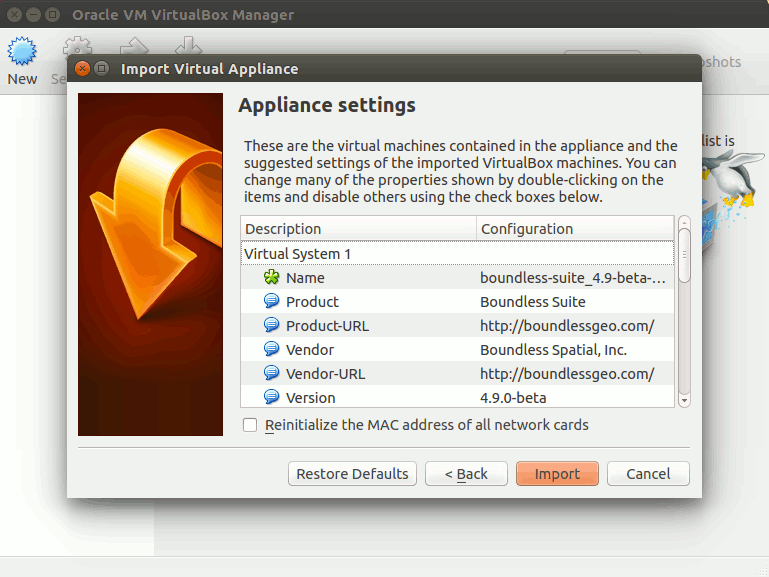 Oracle VM VirtualBox Manager
New
Se
pshots
Import Virtual Appliance
list is
Appliance settings
These are the virtual machines contained in the appliance and the
suggested settings of the imported VirtualBox machines. You can
change many of the properties shown by double-clicking on the
items and disable others using the check boxes below.
Description Configuration
Virtual System 1
Name boundless-suite_4.9-beta-...
Product Boundless Suite
Product-URL http://boundlessgeo.com/
Vendor Boundless Spatial, Inc.
Vendor-URL http://boundlessgeo.com/
Version 4.9.0-beta
Reinitialize the MAC address of all network cards
Restore Defaults < Back Import Cancel